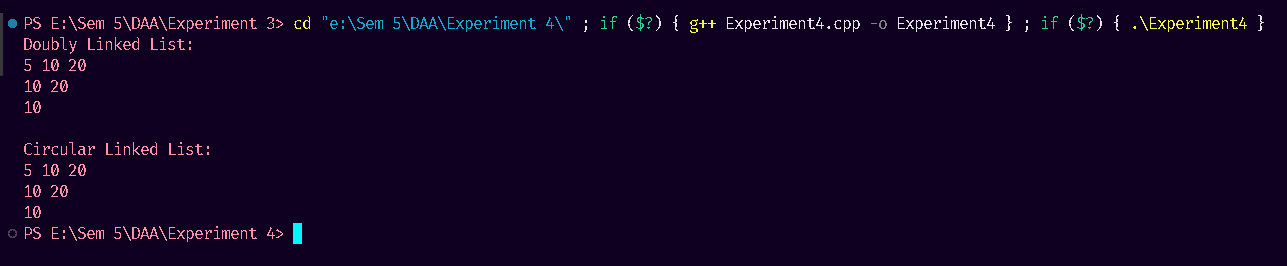 PS E:\Sem 5\DAA\Experiment 3> cd "e:\Sem 5\DAA\Experiment 4\" ; if ($?) { g++ Experiment4.cpp -o Experiment4 } ; if ($?) { .\Experiment4 }
Doubly Linked List:
5 10 20
10 20
10
Circular Linked List:
5 10 20
10 20
10
PS E:\Sem 5\DAA\Experiment 4>